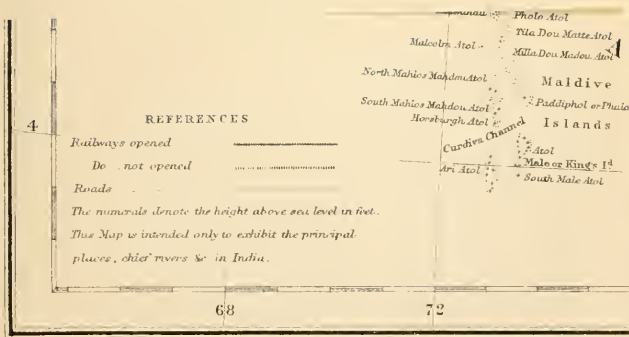 Pholo Atol
Tila Dou Matte Atol
Malcolm Atol
Milla Dou Madou Atol
North Mahlos Mahdou Atol
Maldive
South Mahlos Mahdou Atol
Paddiphol or
Horsburgh Atol
Islands
Curdiva Channel
Atol
Male or King's Id
Ari Atol
South Male Atol
4
REFERENCES
Railways opened
Do not opened
Roads
The numerals denote the height above sea level in feet.
This Map is intended only to exhibit the principal
places, chief rivers &c in India.
68
72